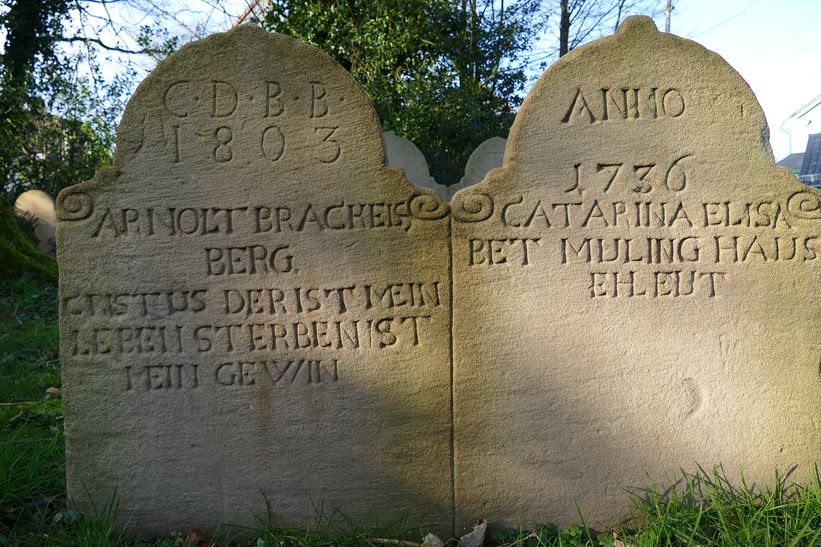 C·D·B·B·
1803
ARNOLT BRACKELS,
BERG.
CRISTUS DER IST MEIN
LEBEN STERBEN IST
MEIN GEWIN
ANNO
1736
CATARINA ELISA
BET MULING HAUS
EHLEUT